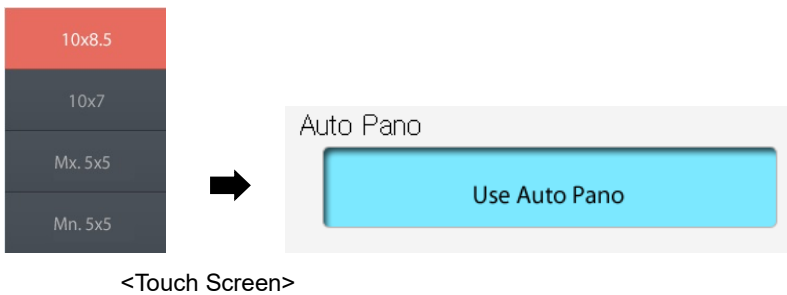 10x8.5
10x7
Mx. 5x5
Mn. 5x5
Auto Pano
Use Auto Pano
<Touch Screen>